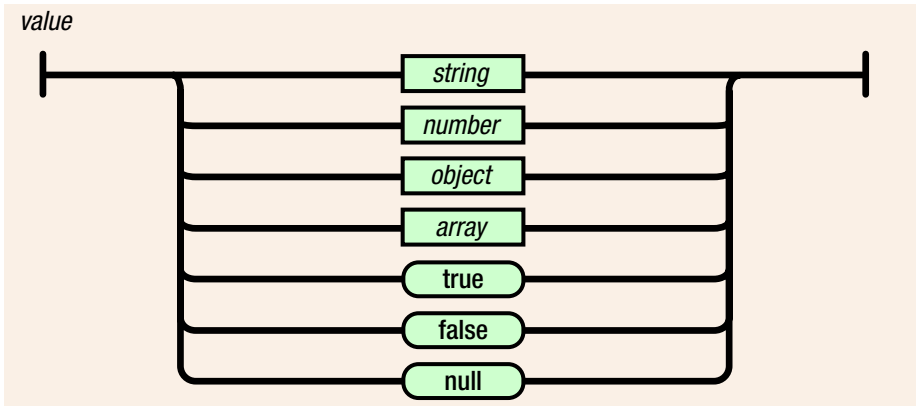 value
string
number
object
array
true
false
null